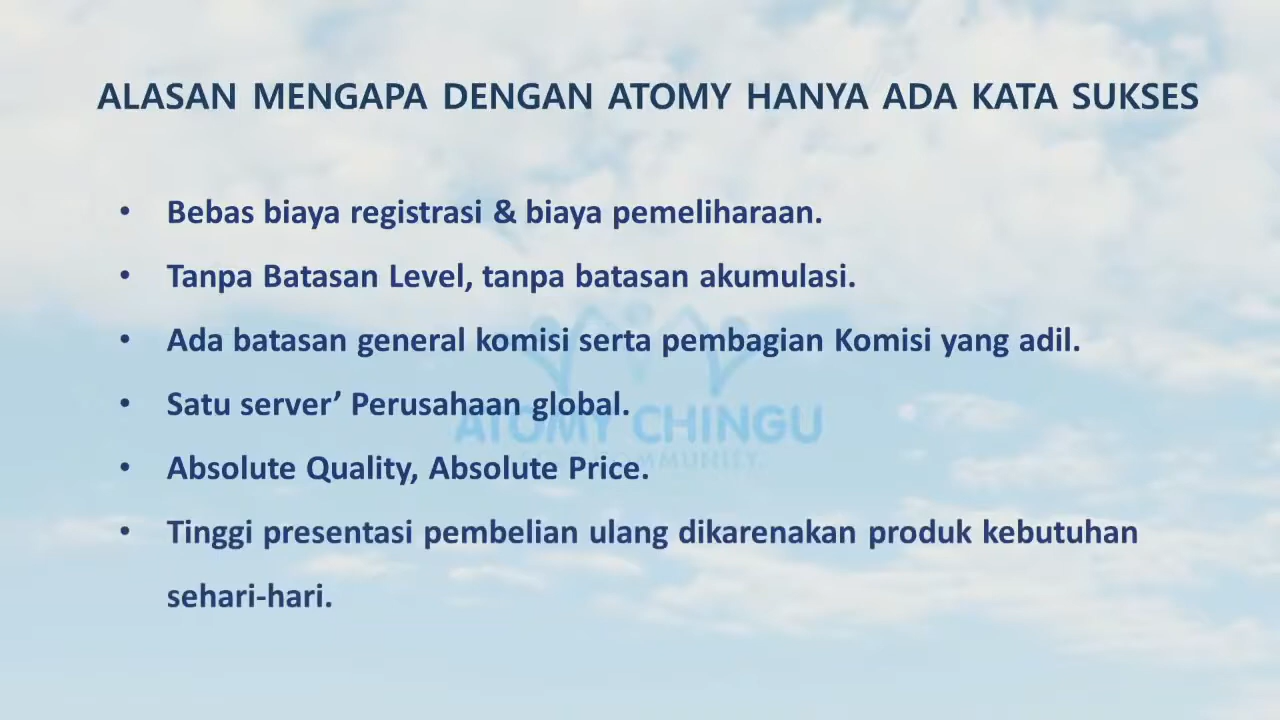 ALASAN MENGAPA DENGAN ATOMY HANYA ADA KATA SUKSES
• Bebas biaya registrasi & biaya pemeliharaan.
• Tanpa Batasan Level, tanpa batasan akumulasi.
• Ada batasan general komisi serta pembagian Komisi yang adil.
• Satu server’ Perusahaan global.
ATOMY CHINGU
COMMUNITY
• Absolute Quality, Absolute Price.
• Tinggi presentasi pembelian ulang dikarenakan produk kebutuhan
sehari-hari.